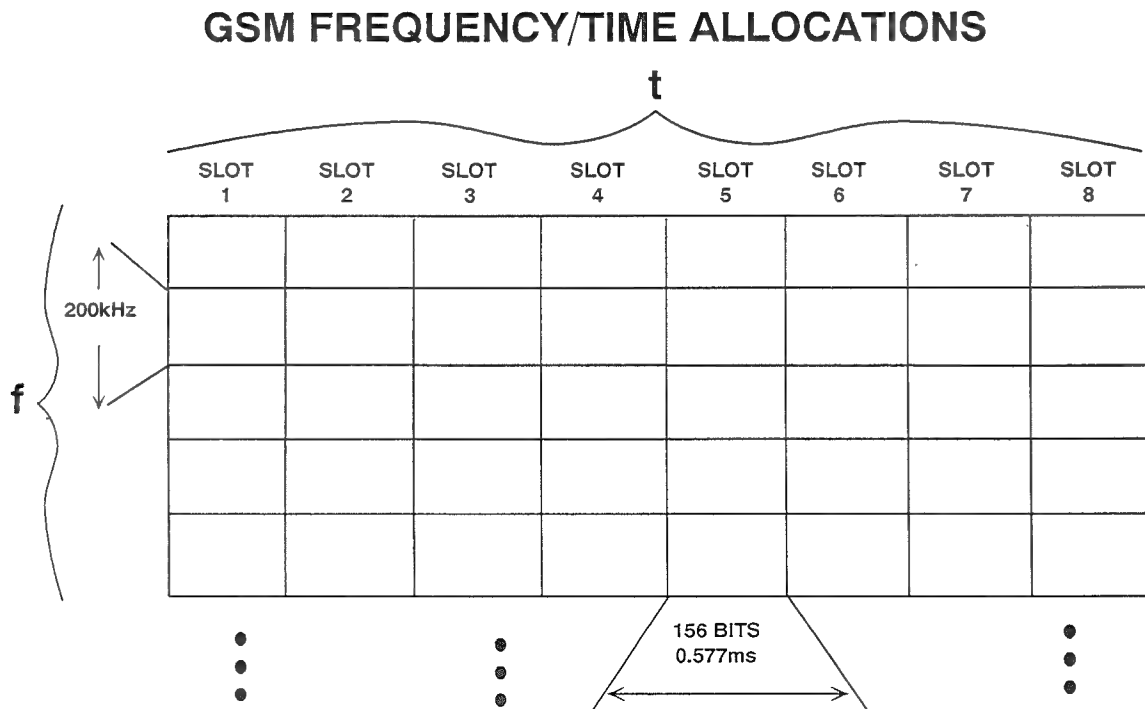 GSM FREQUENCY/TIME ALLOCATIONS
t
SLOT 1
SLOT 2
SLOT 3
SLOT 4
SLOT 5
SLOT 6
SLOT 7
SLOT 8
200kHz
f
156 BITS
0.577ms